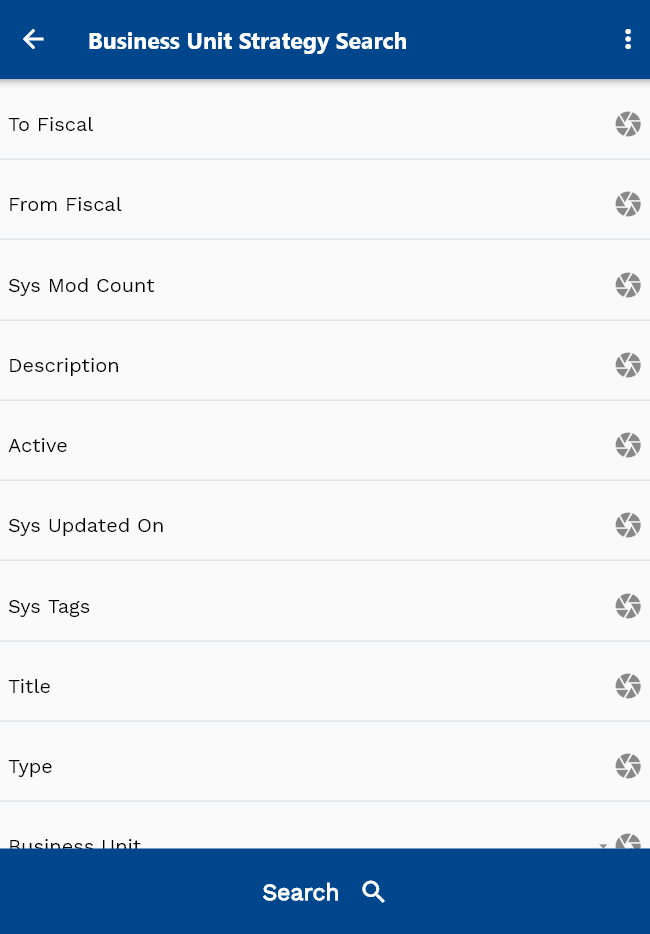 Business Unit Strategy Search
To Fiscal
From Fiscal
Sys Mod Count
Description
Active
Sys Updated On
Sys Tags
Title
Type
Business Unit
Search